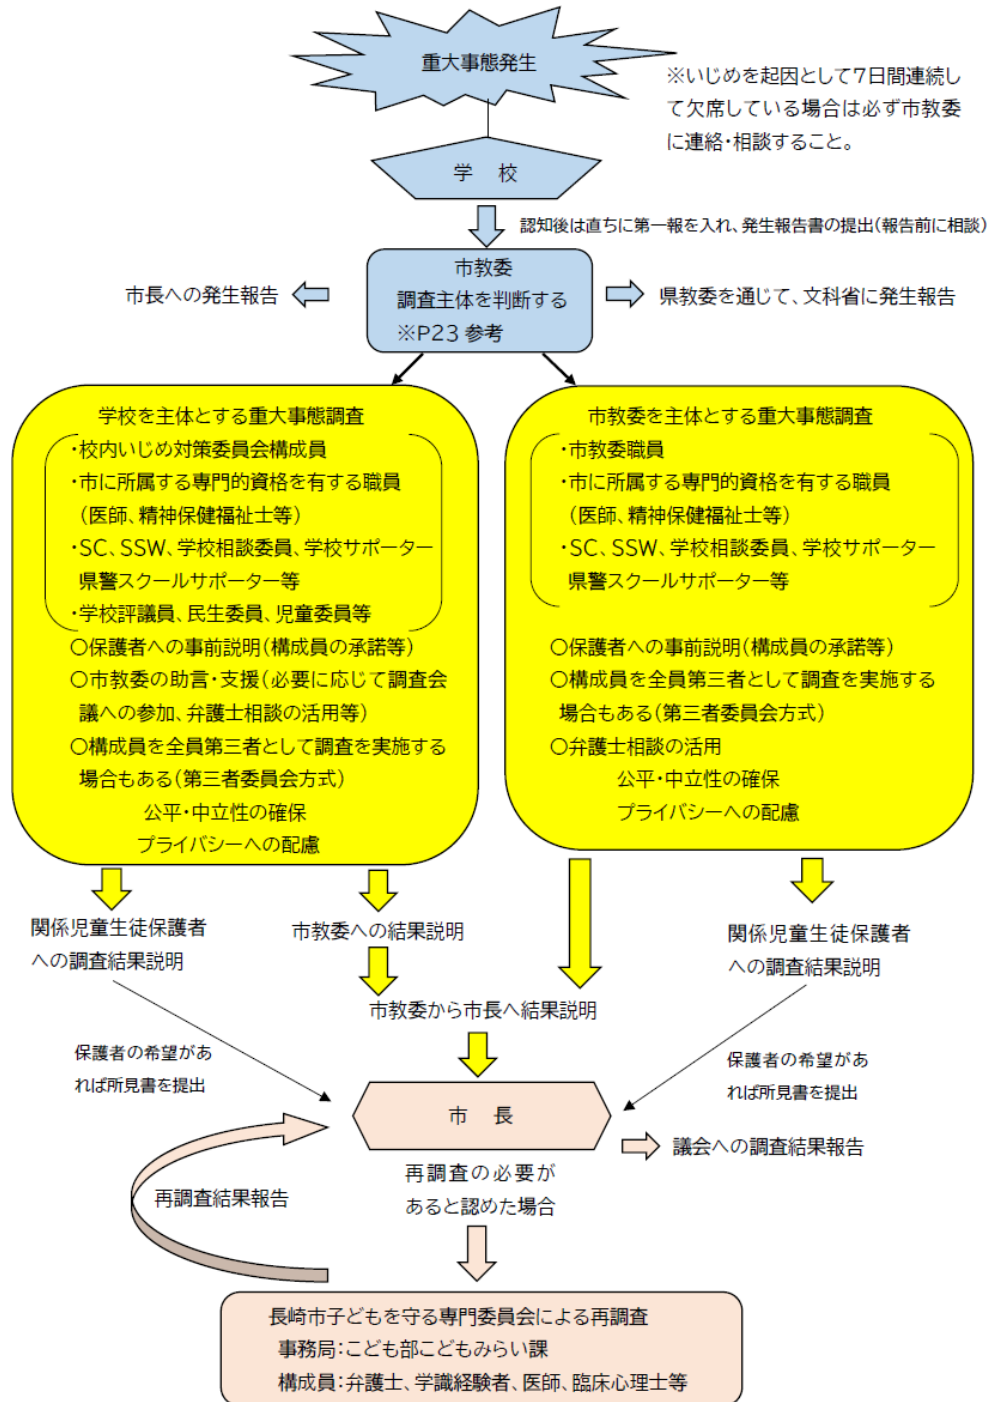 重大事態発生
※いじめを起因として7日間連続し
て欠席している場合は必ず市教委
に連絡・相談すること。
学　校
認知後は直ちに第一報を入れ、発生報告書の提出(報告前に相談)
市教委
調査主体を判断する
※P23 参考
市長への発生報告
県教委を通じて、文科省に発生報告
学校を主体とする重大事態調査
・校内いじめ対策委員会構成員
・市に所属する専門的資格を有する職員
(医師、精神保健福祉士等)
・SC、SSW、学校相談委員、学校サポーター
県警スクールサポーター等
・学校評議員、民生委員、児童委員等
○保護者への事前説明(構成員の承諾等)
○市教委の助言・支援(必要に応じて調査会
議への参加、弁護士相談の活用等)
○構成員を全員第三者として調査を実施する
場合もある(第三者委員会方式)
公平・中立性の確保
プライバシーへの配慮
市教委を主体とする重大事態調査
・市教委職員
・市に所属する専門的資格を有する職員
(医師、精神保健福祉士等)
・SC、SSW、学校相談委員、学校サポーター
県警スクールサポーター等
○保護者への事前説明(構成員の承諾等)
○構成員を全員第三者として調査を実施する
場合もある(第三者委員会方式)
○弁護士相談の活用
公平・中立性の確保
プライバシーへの配慮
関係児童生徒保護者
への調査結果説明
市教委への結果説明
関係児童生徒保護者
への調査結果説明
市教委から市長へ結果説明
保護者の希望があ
れば所見書を提出
保護者の希望があ
れば所見書を提出
市　長
議会への調査結果報告
再調査の必要が
あると認めた場合
再調査結果報告
長崎市子どもを守る専門委員会による再調査
事務局:こども部こどもみらい課
構成員:弁護士、学識経験者、医師、臨床心理士等